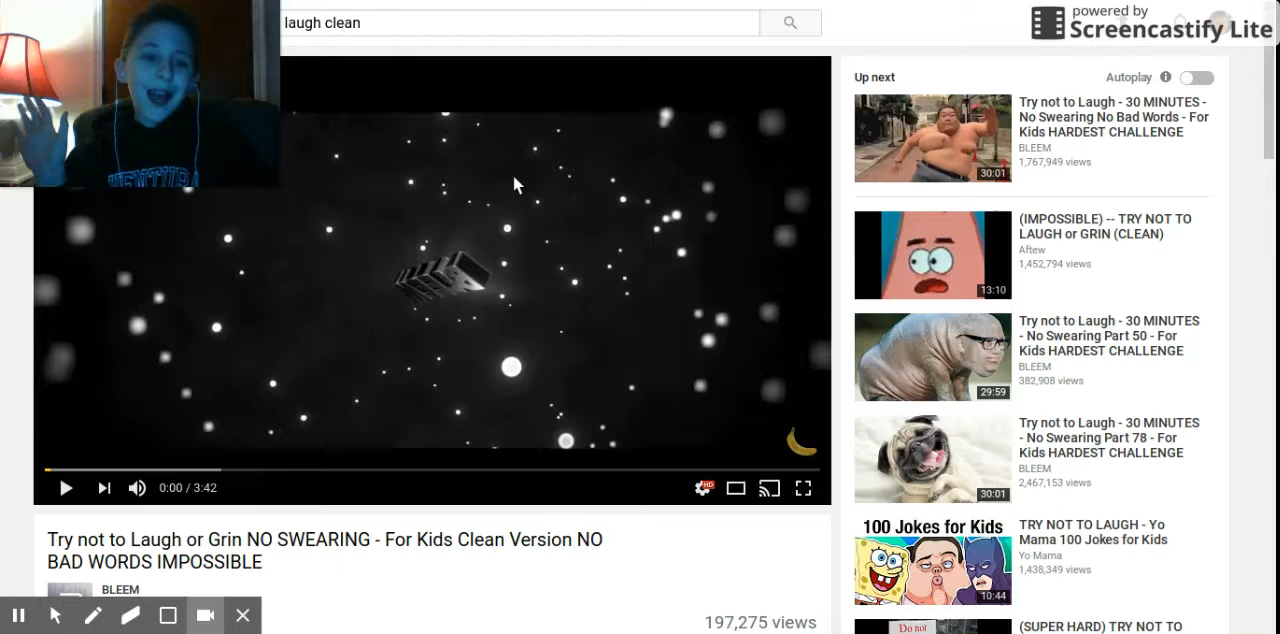 laugh clean
powered by
Screencastify Lite
VENTURA
Up next
Autoplay
Try not to Laugh - 30 MINUTES -
No Swearing No Bad Words - For
Kids HARDEST CHALLENGE
BLEEM
1,767,949 views
30:01
(IMPOSSIBLE) -- TRY NOT TO
LAUGH or GRIN (CLEAN)
Aftew
1,452,794 views
13:10
Try not to Laugh - 30 MINUTES
- No Swearing Part 50 - For
Kids HARDEST CHALLENGE
BLEEM
382,908 views
29:59
Try not to Laugh - 30 MINUTES
- No Swearing Part 78 - For
Kids HARDEST CHALLENGE
BLEEM
2,467,153 views
30:01
100 Jokes for Kids
TRY NOT TO LAUGH - Yo
Mama 100 Jokes for Kids
Yo Mama
1,438,349 views
10:44
Do not
(SUPER HARD) TRY NOT TO
0:00 / 3:42
HD
Try not to Laugh or Grin NO SWEARING - For Kids Clean Version NO
BAD WORDS IMPOSSIBLE
BLEEM
197,275 views